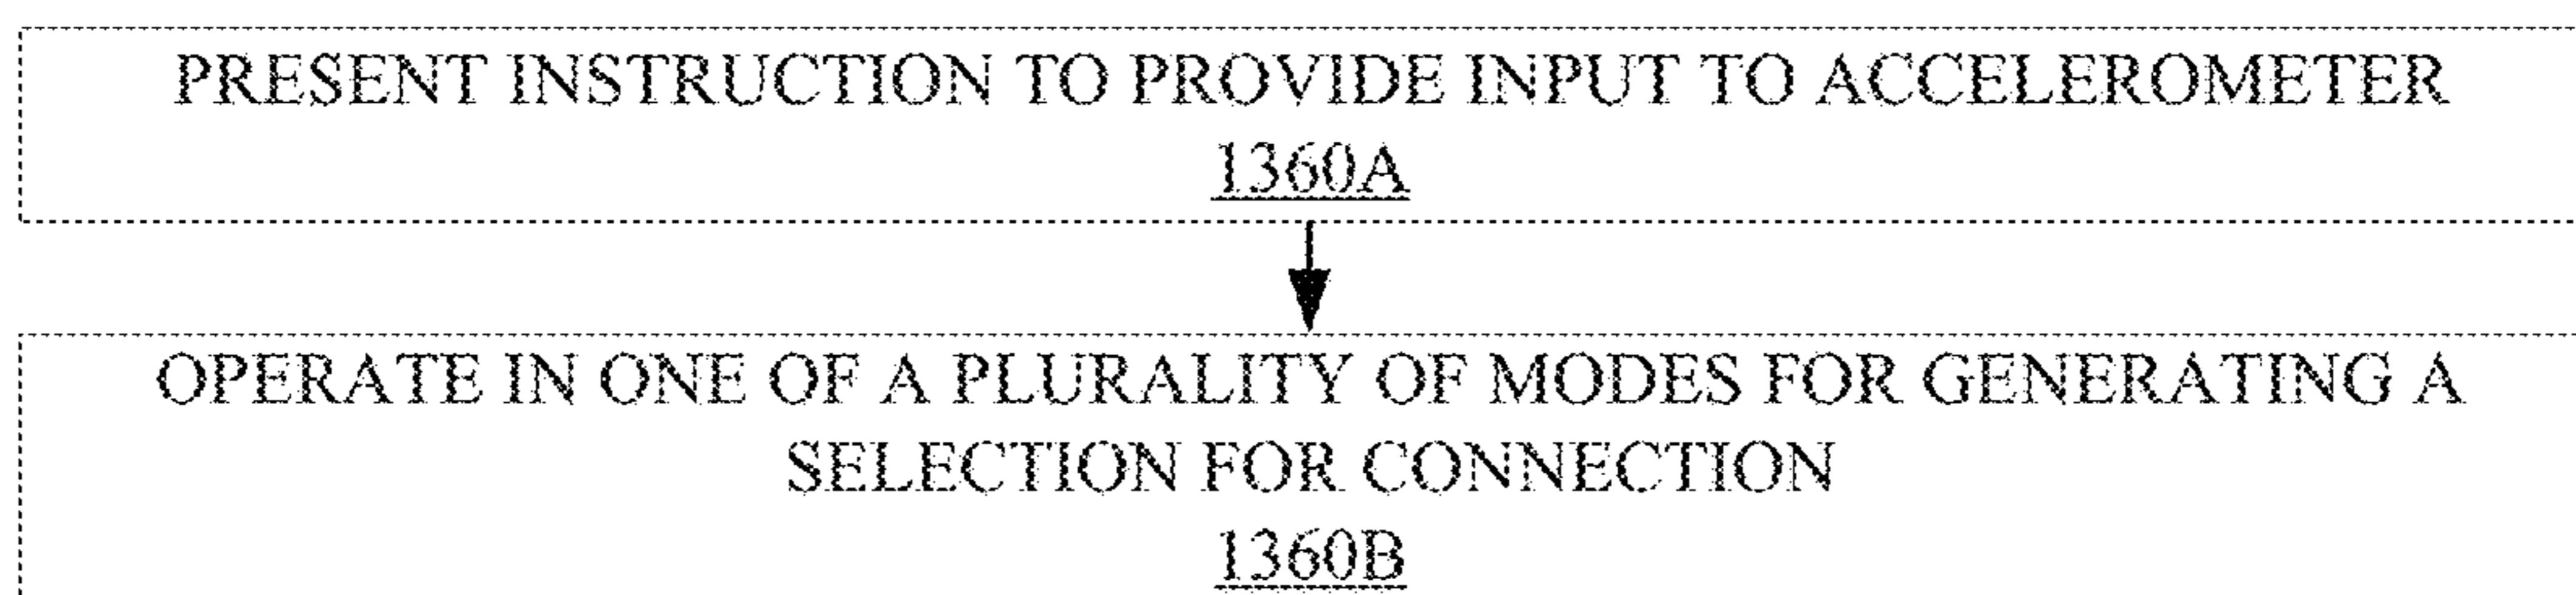 PRESENT INSTRUCTION TO PROVIDE INPUT TO ACCELEROMETER
1360A
OPERATE IN ONE OF A PLURALITY OF MODES FOR GENERATING A
SELECTION FOR CONNECTION
1360B